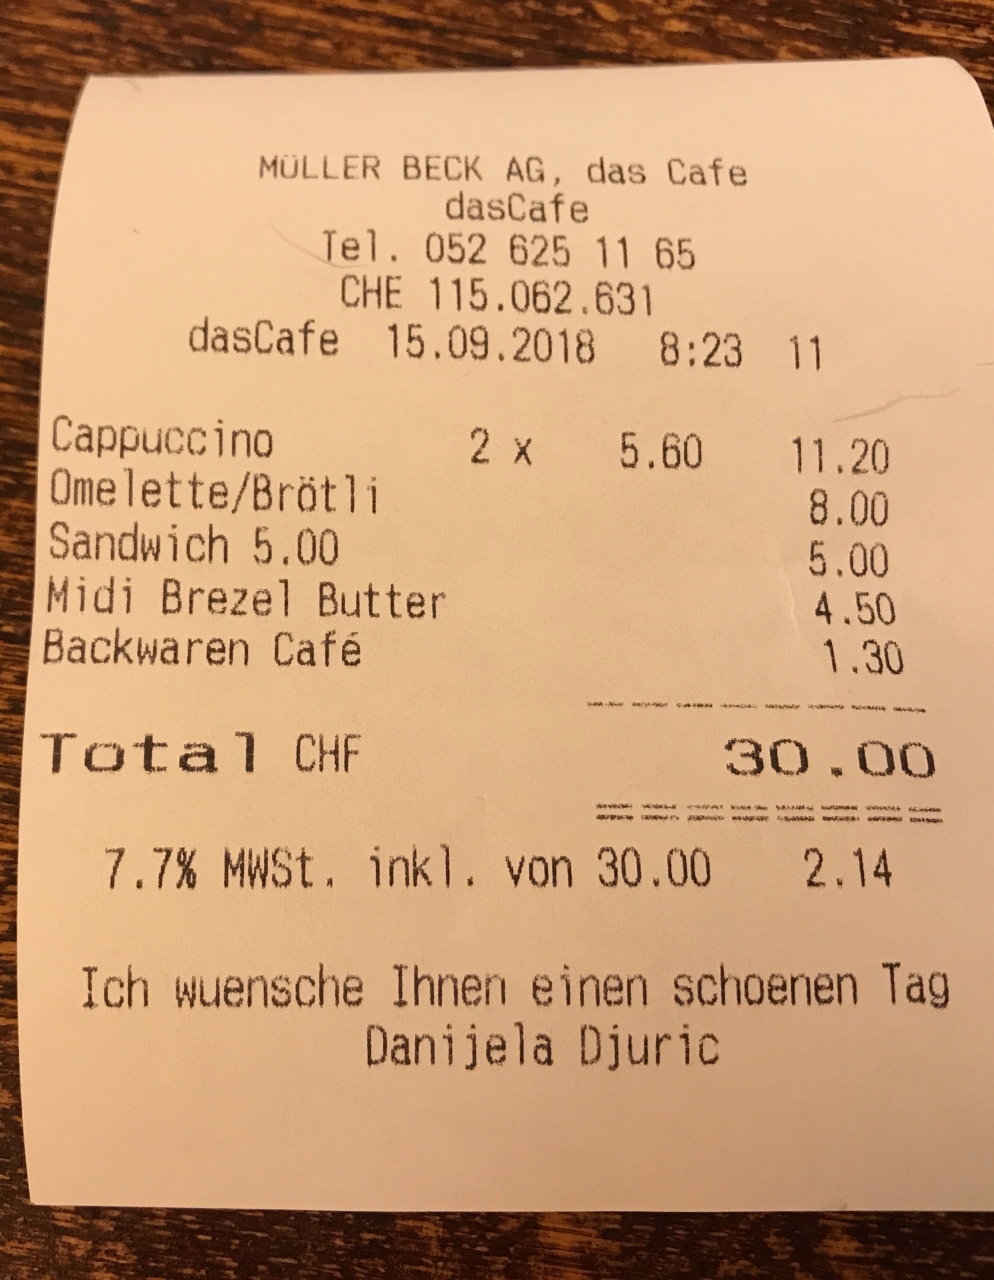 MÜLLER BECK AG, das Cafe
dasCafe
Tel. 052 625 11 65
CHE 115.062.631
dasCafe 15.09.2018 8:23 11
Cappuccino 2 x 5.60 11.20
Omelette/Brötli 8.00
Sandwich 5.00 5.00
Midi Brezel Butter 4.50
Backwaren Café 1.30
Total CHF 30.00
7.7% MWSt. inkl. von 30.00 2.14
Ich wuensche Ihnen einen schoenen Tag
Danijela Djuric